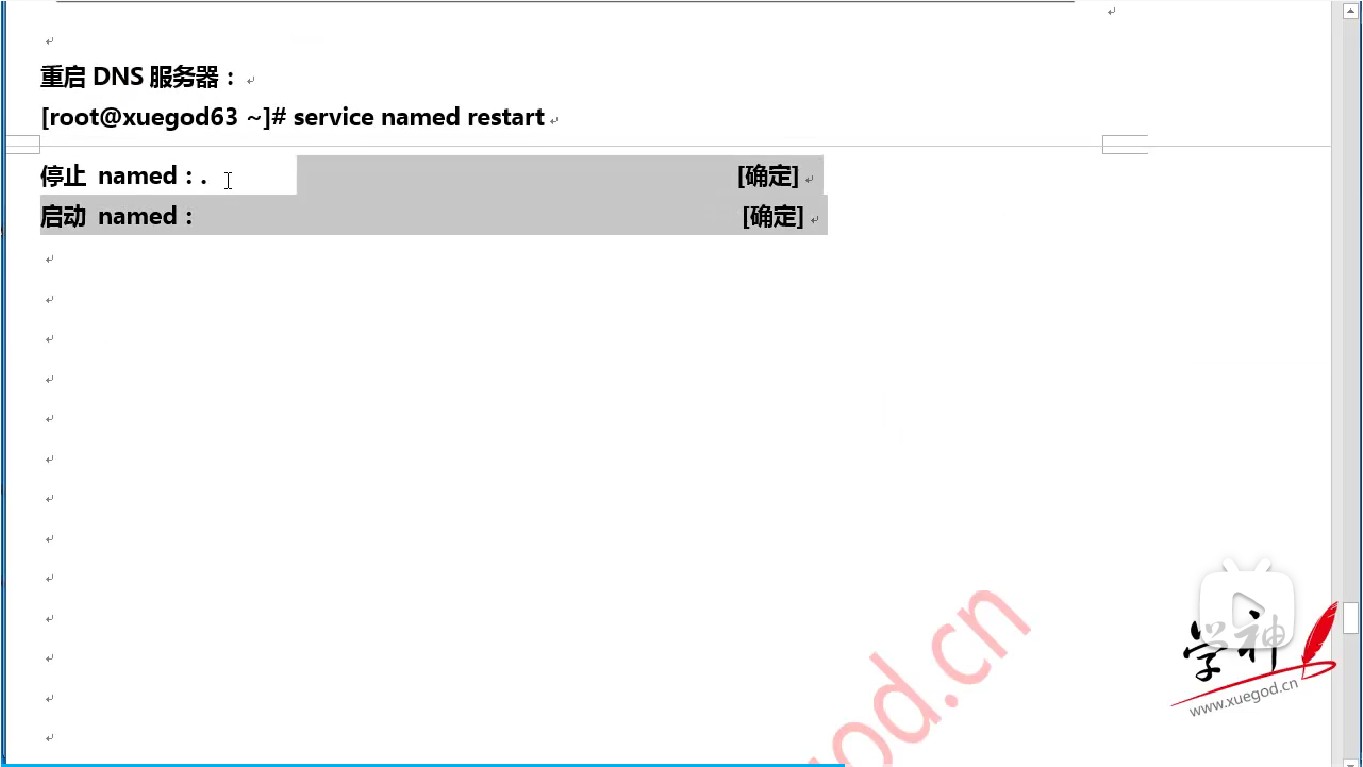 重启 DNS 服务器：
[root@xuegod63 ~]# service named restart
停止 named：. [确定]
启动 named： [确定]
god.cn
学神
www.xuegod.cn